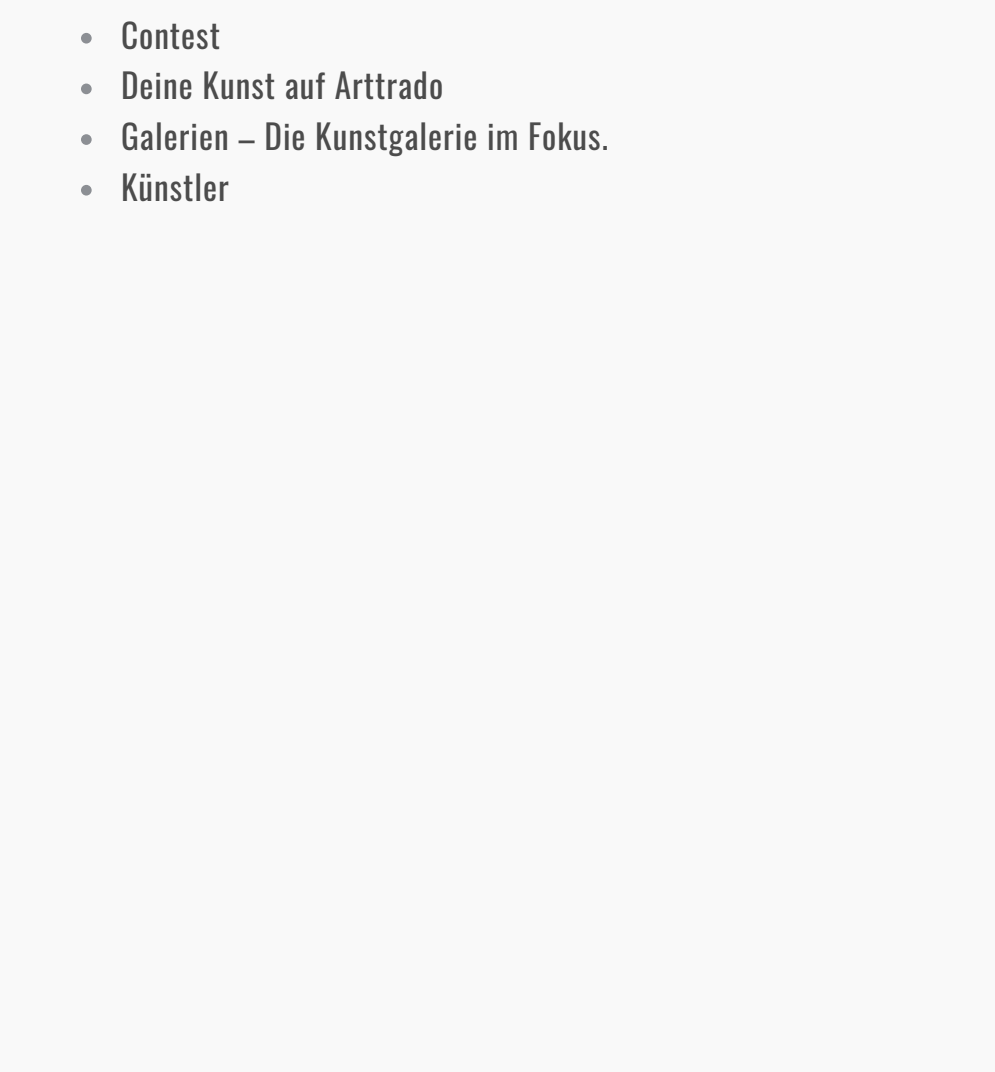 Contest
Deine Kunst auf Arttrado
Galerien – Die Kunstgalerie im Fokus.
Künstler